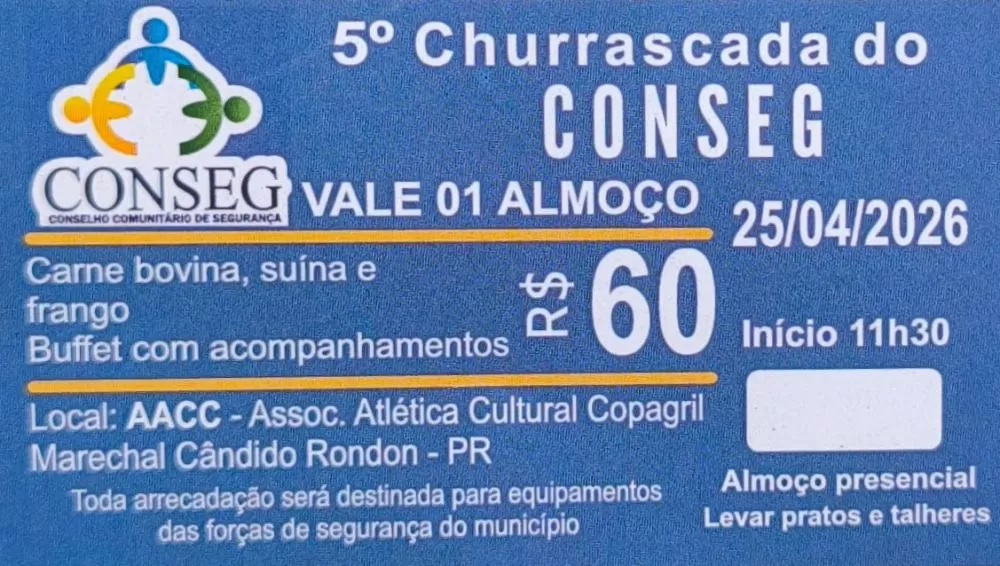 5º Churrascada do
CONSEG
CONSEG
CONSELHO COMUNITÁRIO DE SEGURANÇA
VALE 01 ALMOÇO
25/04/2026
Carne bovina, suína e
frango
Buffet com acompanhamentos
R$ 60
Início 11h30
Local: AACC - Assoc. Atlética Cultural Copagril
Marechal Cândido Rondon - PR
Toda arrecadação será destinada para equipamentos
das forças de segurança do município
Almoço presencial
Levar pratos e talheres